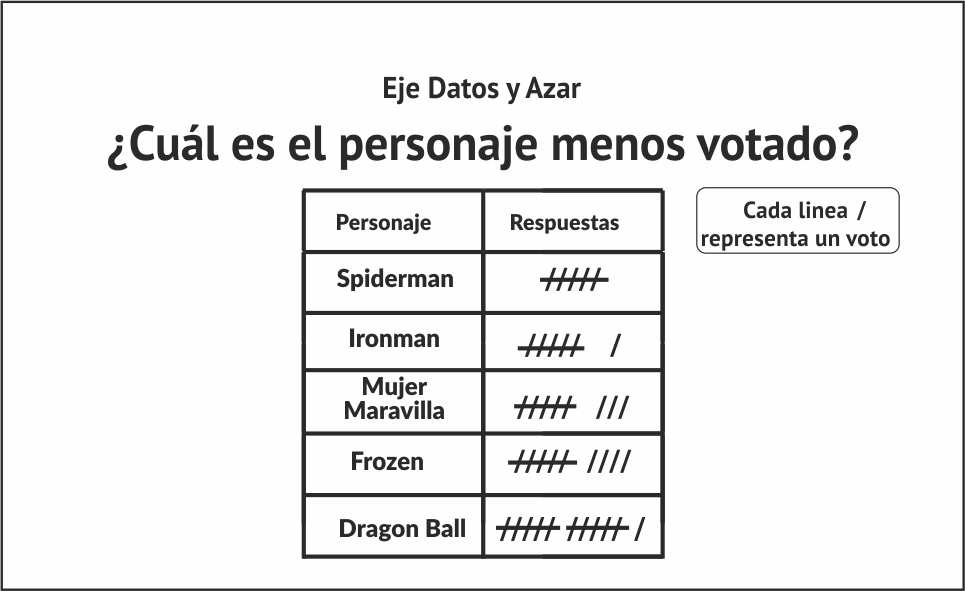 Eje Datos y Azar
¿Cuál es el personaje menos votado?
Cada linea /
representa un voto
Personaje Respuestas
Spiderman /////
Ironman ///// /
Mujer
Maravilla ///// ///
Frozen ///// ////
Dragon Ball ///// ///// /